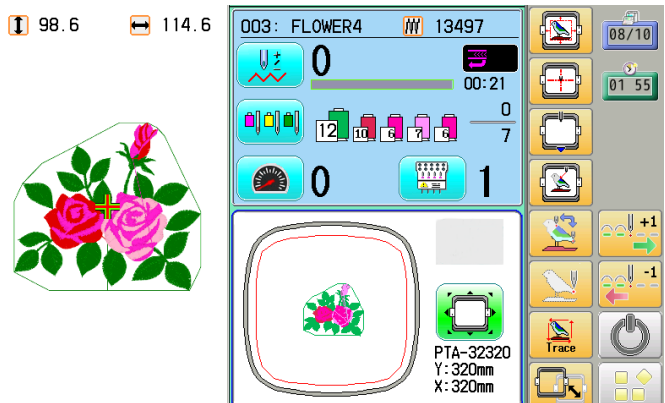 98.6 114.6
003: FLOWER4 13497
0
00:21
12 10 6 7 6
0
7
0 1
PTA-32320
Y:320mm
X:320mm
08/10
01 55
+1
-1
Trace